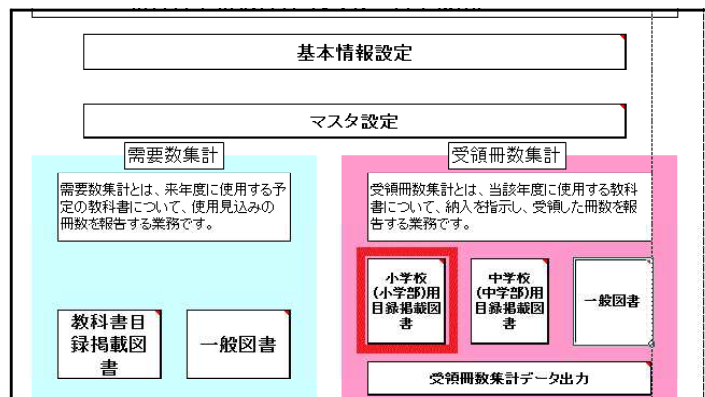 基本情報設定
マスタ設定
需要数集計
需要数集計とは、来年度に使用する予
定の教科書について、使用見込みの
冊数を報告する業務です。
教科書目
録掲載図
書
一般図書
受領冊数集計
受領冊数集計とは、当該年度に使用する教科
書について、納入を指示し、受領した冊数を報
告する業務です。
小学校
(小学部)用
目録掲載図
書
中学校
(中学部)用
目録掲載図
書
一般図書
受領冊数集計データ出力